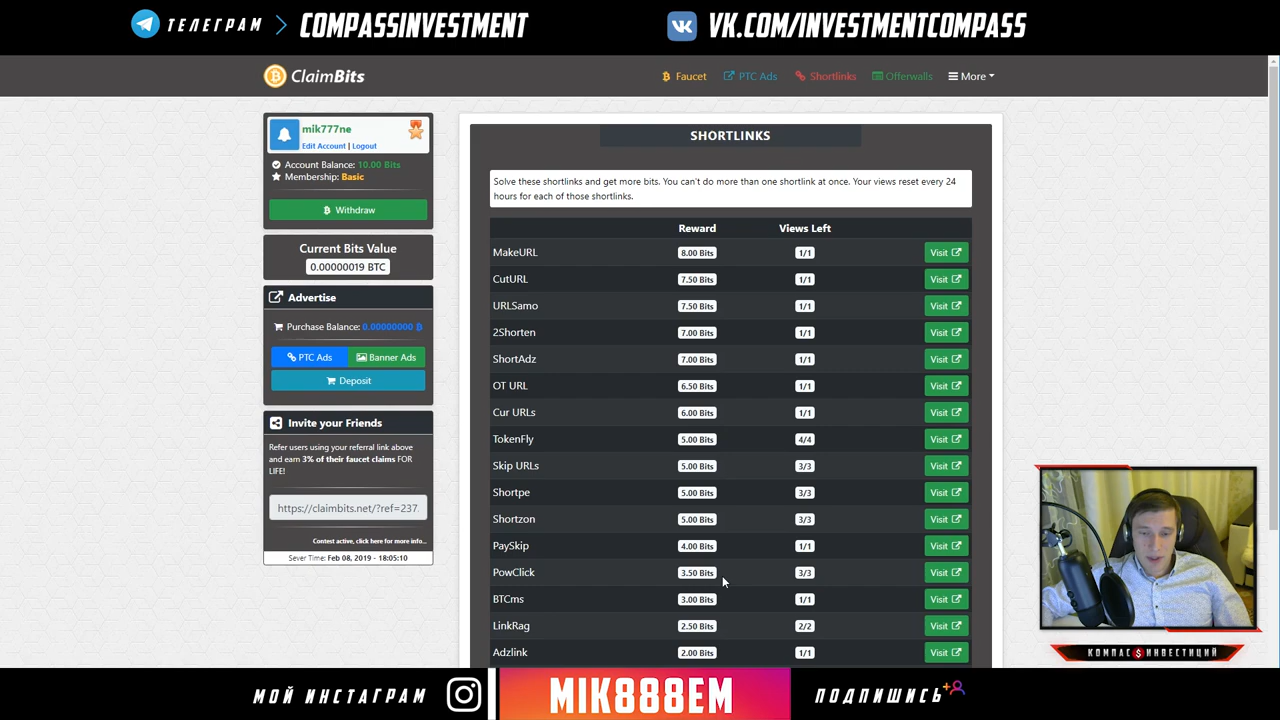 ТЕЛЕГРАМ COMPASSINVESTMENT
VK.COM/INVESTMENTCOMPASS
ClaimBits
Faucet
PTC Ads
Shortlinks
Offerwalls
More
mik777ne
Edit Account | Logout
Account Balance: 10.00 Bits
Membership: Basic
Withdraw
Current Bits Value
0.00000019 BTC
Advertise
Purchase Balance: 0.00000000 ฿
PTC Ads
Banner Ads
Deposit
Invite your Friends
Refer users using your referral link above
and earn 3% of their faucet claims FOR
LIFE!
https://claimbits.net/?ref=237
Contest active, click here for more info...
Sever Time: Feb 08, 2019 - 18:05:10
SHORTLINKS
Solve these shortlinks and get more bits. You can't do more than one shortlink at once. Your views reset every 24
hours for each of those shortlinks.
Reward Views Left
MakeURL 8.00 Bits 1/1 Visit
CutURL 7.50 Bits 1/1 Visit
URLSamo 7.50 Bits 1/1 Visit
2Shorten 7.00 Bits 1/1 Visit
ShortAdz 7.00 Bits 1/1 Visit
OT URL 6.50 Bits 1/1 Visit
Cur URLs 6.00 Bits 1/1 Visit
TokenFly 5.00 Bits 4/4 Visit
Skip URLs 5.00 Bits 3/3 Visit
Shortpe 5.00 Bits 3/3 Visit
Shortzon 5.00 Bits 3/3 Visit
PaySkip 4.00 Bits 1/1 Visit
PowClick 3.50 Bits 3/3 Visit
BTCms 3.00 Bits 1/1 Visit
LinkRag 2.50 Bits 2/2 Visit
Adzlink 2.00 Bits 1/1 Visit
КОМПАС $ ИНВЕСТИЦИЙ
МОЙ ИНСТАГРАМ
MIK888EM
ПОДПИШИСЬ